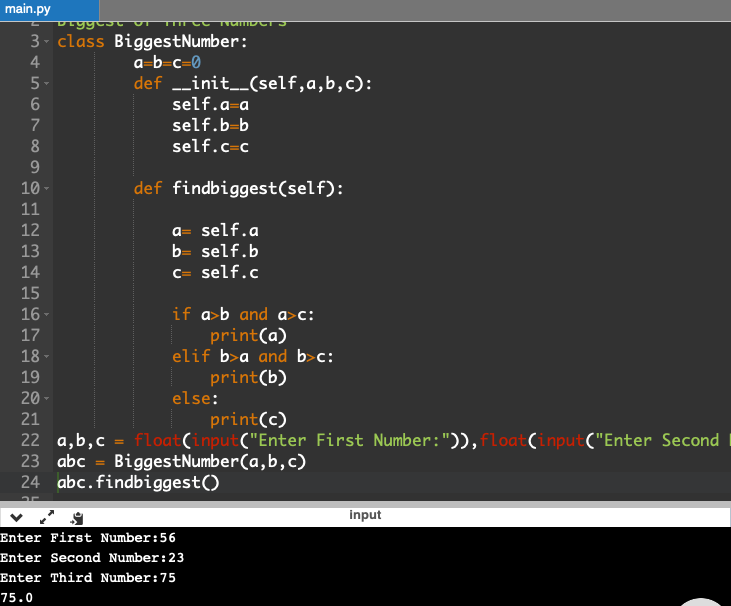 main.py
3 class BiggestNumber:
4 a=b=c=0
5 def __init__(self,a,b,c):
6 self.a=a
7 self.b=b
8 self.c=c
9
10 def findbiggest(self):
11
12 a= self.a
13 b= self.b
14 c= self.c
15
16 if a>b and a>c:
17 print(a)
18 elif b>a and b>c:
19 print(b)
20 else:
21 print(c)
22 a,b,c = float(input("Enter First Number:")),float(input("Enter Second
23 abc = BiggestNumber(a,b,c)
24 abc.findbiggest()
input
Enter First Number:56
Enter Second Number:23
Enter Third Number:75
75.0